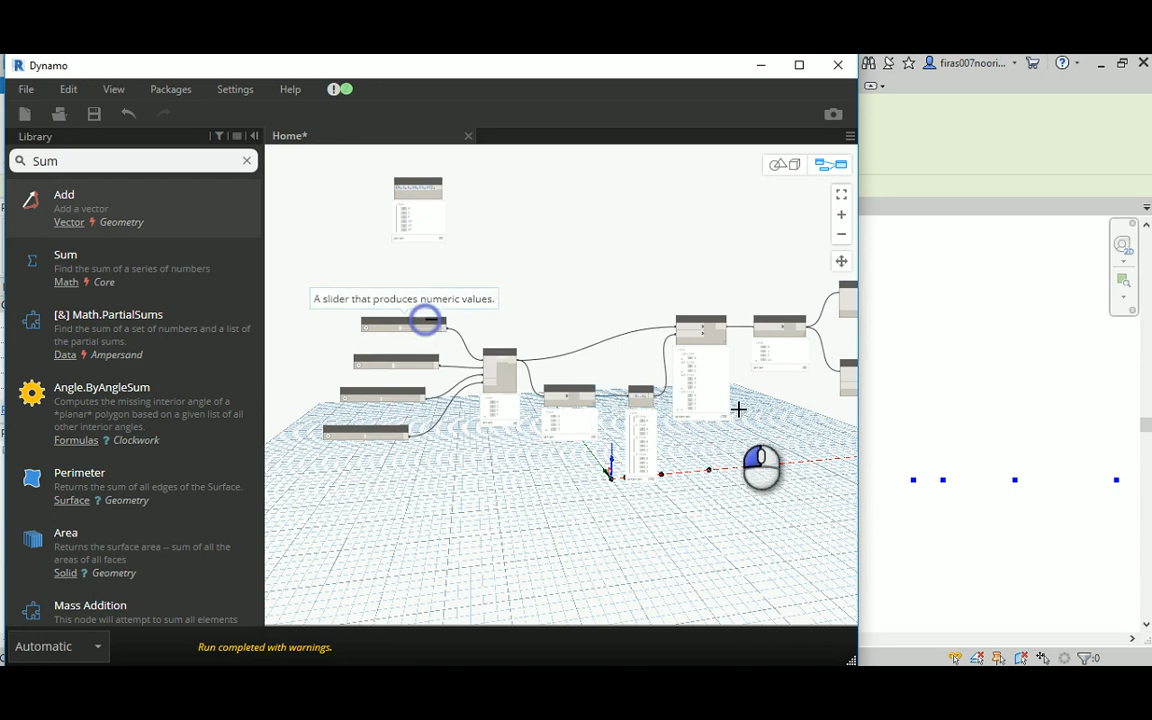 Dynamo
firas007noori...
File Edit View Packages Settings Help
Library
Home*
Sum
Add
Add a vector
Vector Geometry
Sum
Find the sum of a series of numbers
Math Core
[&] Math.PartialSums
Find the sum of a set of numbers and a list of
the partial sums.
Data Ampersand
Angle.ByAngleSum
Computes the missing interior angle of a
*planar* polygon based on a given list of all
other interior angles.
Formulas Clockwork
Perimeter
Returns the sum of all edges of the Surface.
Surface ? Geometry
Area
Returns the surface area -- sum of all the
areas of all faces
Solid ? Geometry
Mass Addition
This node will attempt to sum all elements
A slider that produces numeric values.
Automatic
Run completed with warnings.
:0